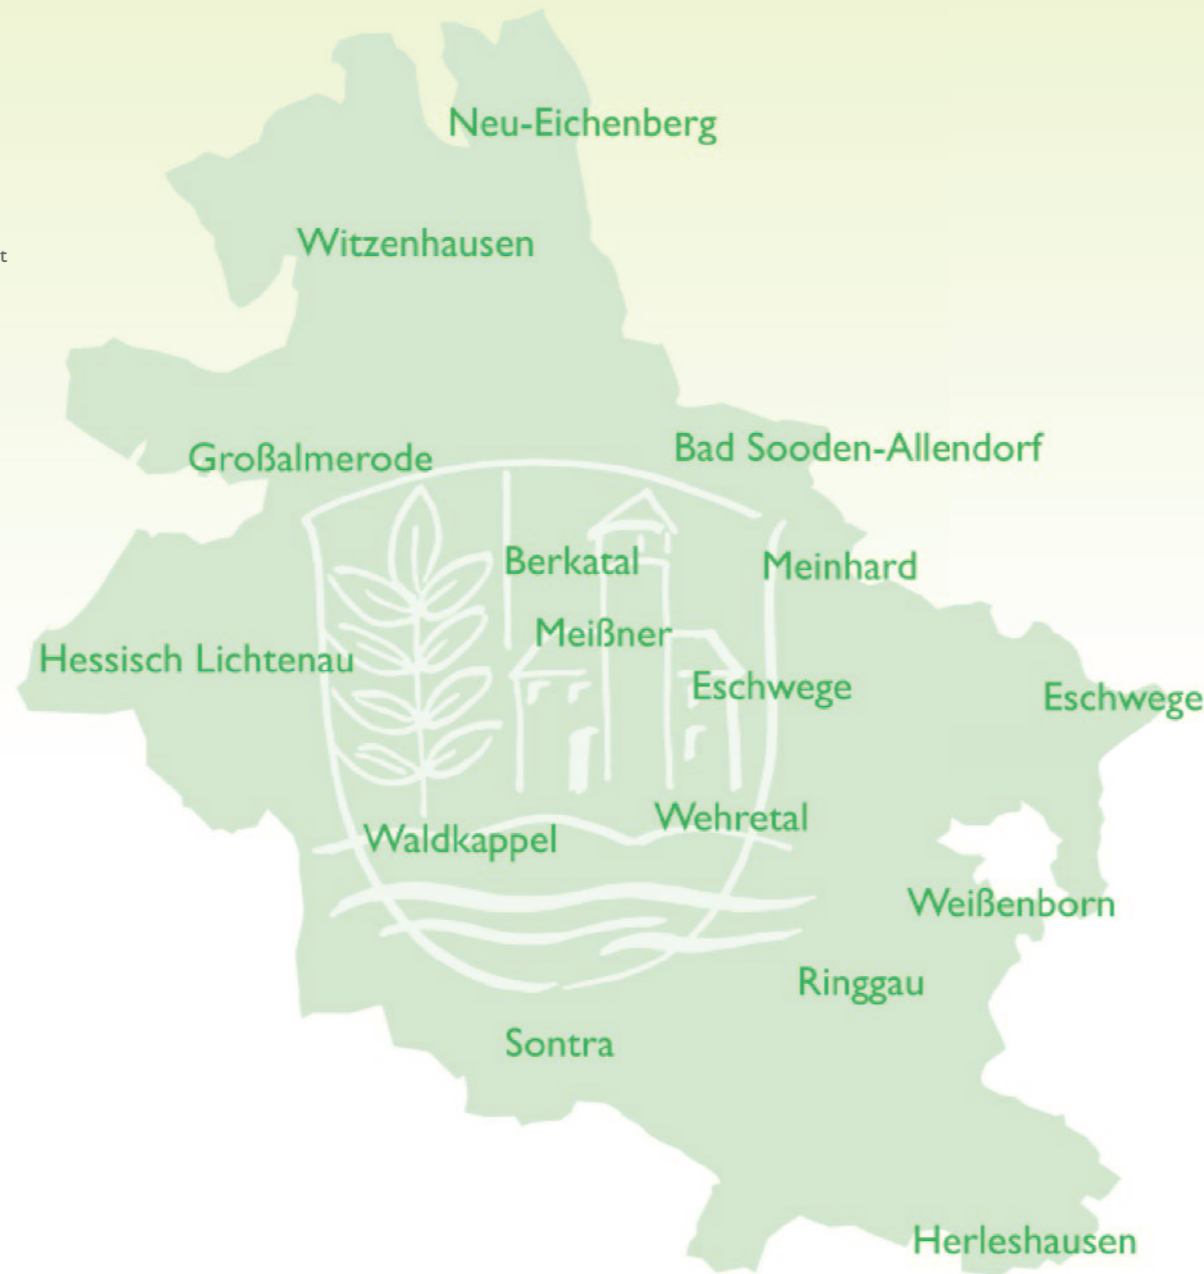 Neu-Eichenberg
Witzenhausen
t
Großalmerode
Bad Sooden-Allendorf
Berkatal
Meinhard
Meißner
Hessisch Lichtenau
Eschwege
Eschwege
Wehretal
Waldkappel
Weißenborn
Ringgau
Sontra
Herleshausen